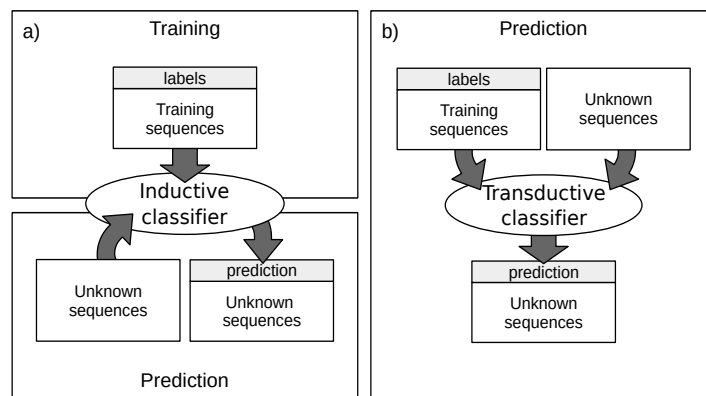 a)
Training
labels
Training
sequences
Inductive
classifier
Unknown
sequences
prediction
Unknown
sequences
Prediction
b)
Prediction
labels
Training
sequences
Unknown
sequences
Transductive
classifier
prediction
Unknown
sequences